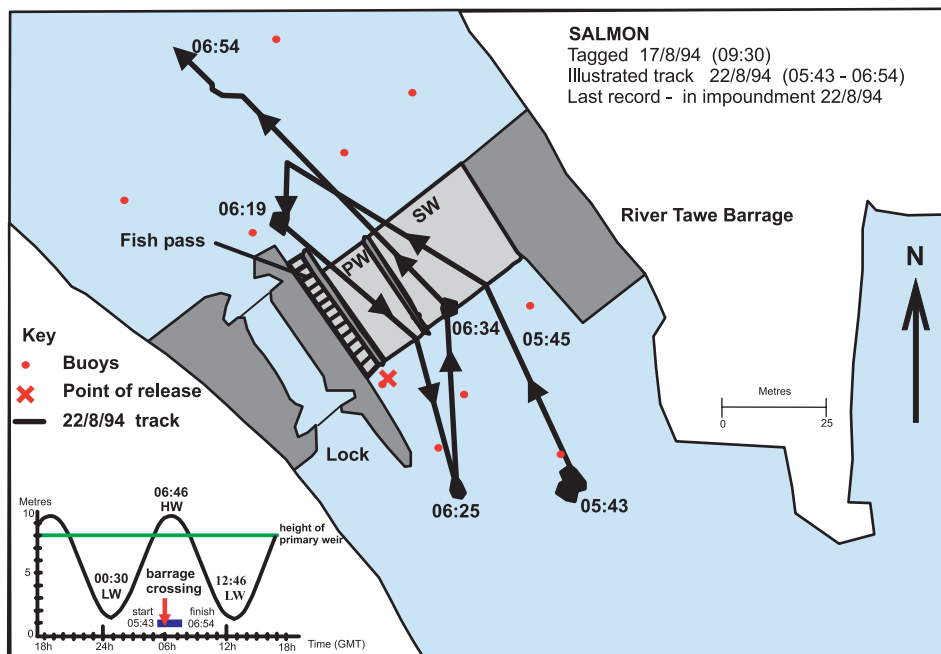 SALMON
Tagged 17/8/94 (09:30)
Illustrated track 22/8/94 (05:43 - 06:54)
Last record - in impoundment 22/8/94
06:54
06:19
Fish pass
SW
PW
River Tawe Barrage
N
06:34
05:45
Key
Buoys
Point of release
22/8/94 track
Metres
0
25
Lock
06:25
05:43
06:46
HW
Metres
10
height of
primary weir
5
00:30
LW
barrage
crossing
12:46
LW
start
05:43
finish
06:54
0
18h
24h
06h
12h
18h
Time (GMT)